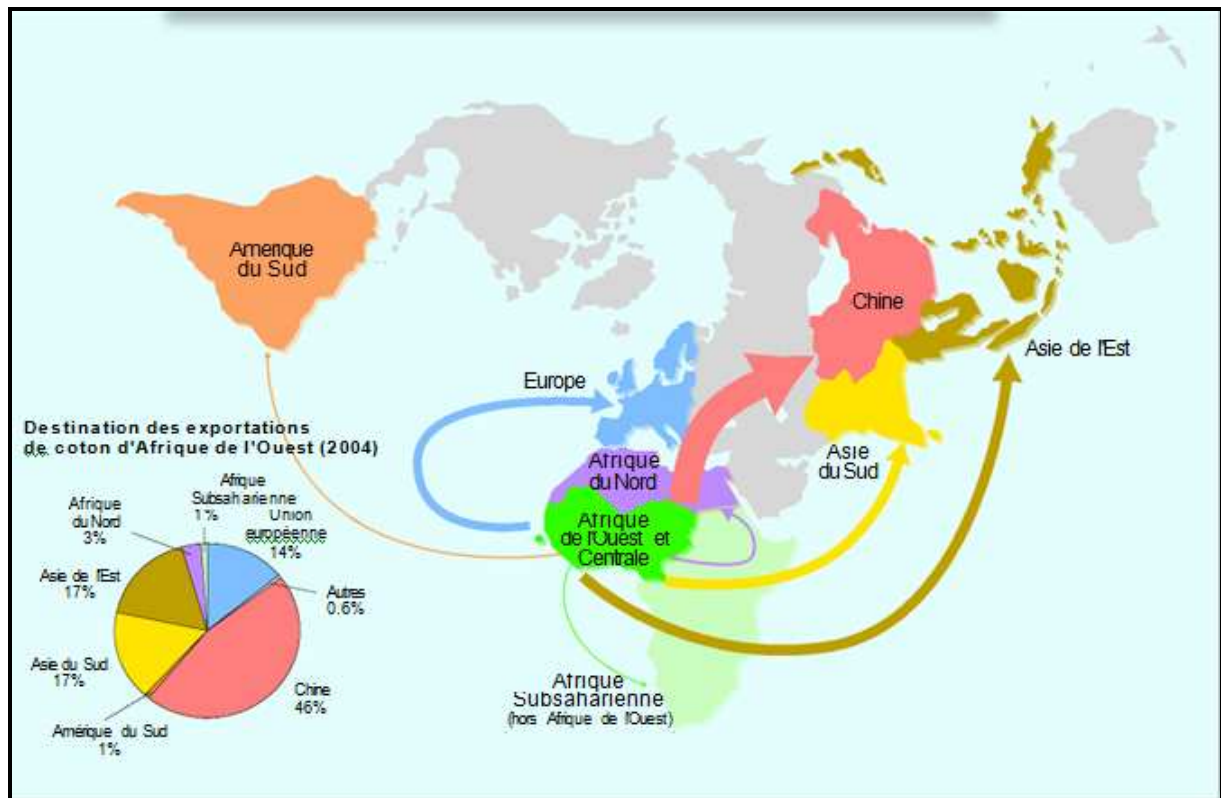 Amérique
du Sud
Chine
Asie de l'Est
Europe
Asie
du Sud
Afrique
du Nord
Afrique
de l'Ouest et
Centrale
Afrique
Subsaharienne
(hors Afrique de l'Ouest)
Destination des exportations
de coton d'Afrique de l'Ouest (2004)
Afrique
Subsaharienne
1%
Union
européenne
14%
Afrique
du Nord
3%
Asie de l'Est
17%
Autres
0.6%
Asie du Sud
17%
Chine
46%
Amérique du Sud
1%